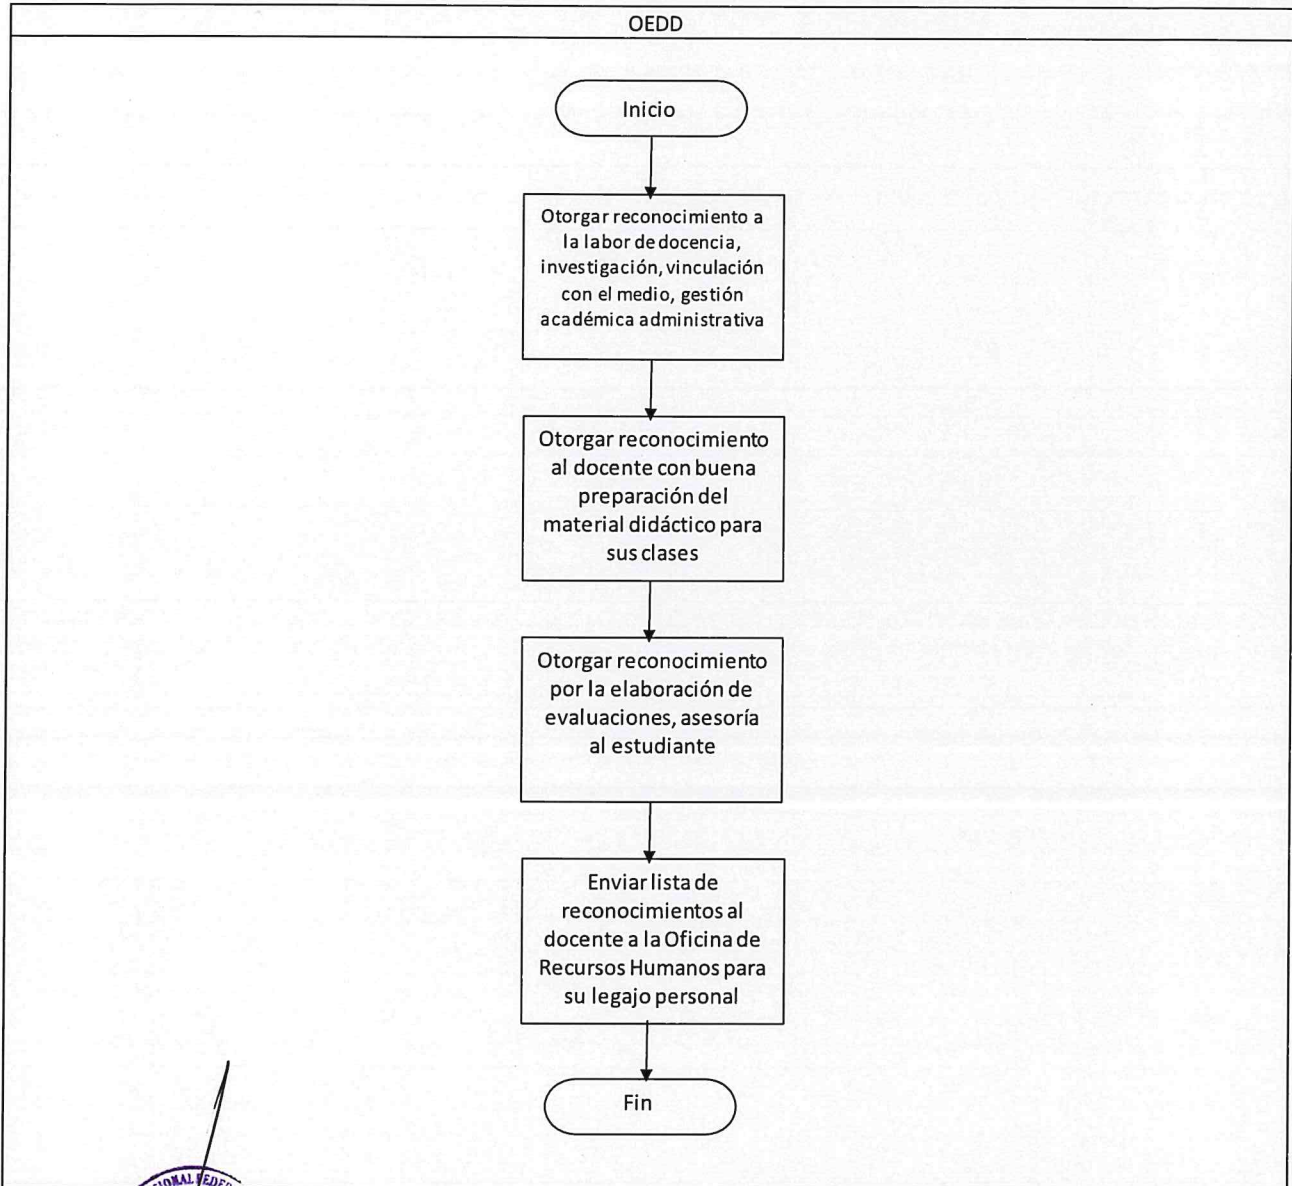 OEDD
Inicio
Otorgar reconocimiento a
la labor de docencia,
investigación, vinculación
con el medio, gestión
académica administrativa
Otorgar reconocimiento
al docente con buena
preparación del
material didáctico para
sus clases
Otorgar reconocimiento
por la elaboración de
evaluaciones, asesoría
al estudiante
Enviar lista de
reconocimientos al
docente a la Oficina de
Recursos Humanos para
su legajo personal
Fin